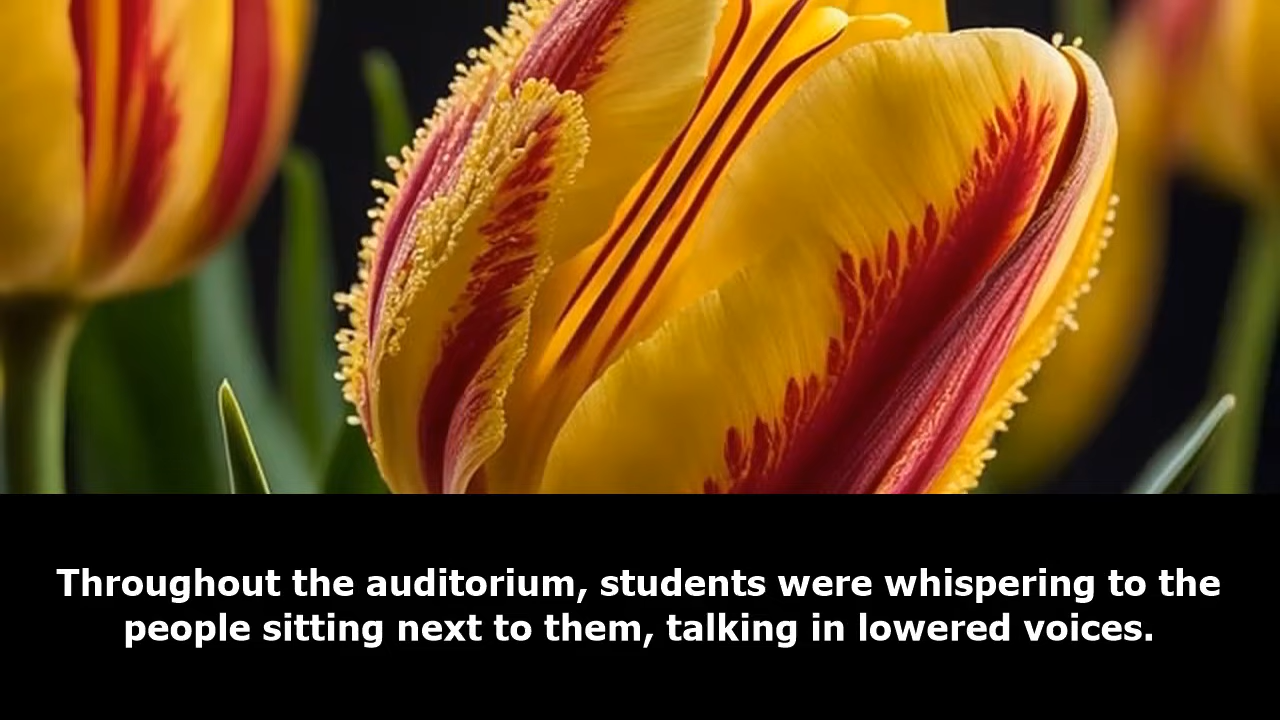 Throughout the auditorium, students were whispering to the
people sitting next to them, talking in lowered voices.